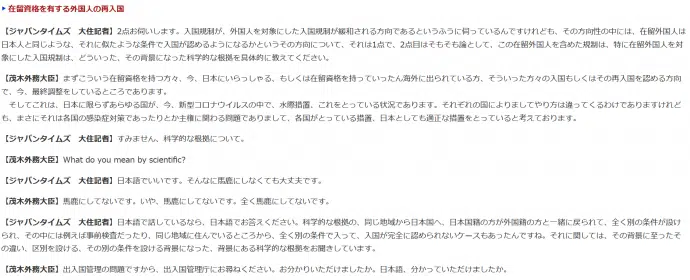 在留資格を有する外国人の再入国
【ジャパンタイムズ 大住記者】2点お伺いします。入国規制が、外国人を対象にした入国規制が緩和される方向であるというふうに伺っているんですけれども、その方向性の中には、在留外国人は
日本人と同じような、それに似たような条件で入国が認めるようになるかというその方向について、それは1点で、2点目はそもそも論として、この在留外国人を含めた規制は、特に在留外国人を対
象にした入国規制は、どういった、その背景になった科学的な根拠を具体的に教えてください。
【茂木外務大臣】まずこういう在留資格を持つ方々、今、日本にいらっしゃる、もしくは在留資格を持っていったん海外に出られている方、そういった方々の入国もしくはその再入国を認める方向
で、今、最終調整をしているところであります。
そしてこれは、日本に限らずあらゆる国が、今、新型コロナウイルスの中で、水際措置、これをとっている状況であります。それぞれの国によりましてやり方は違ってくるわけでありますけれど
も、まさにそれは各国の感染症対策であったりとか主権に関わる問題でありまして、各国がとっている措置、日本としても適正な措置をとっていると考えております。
【ジャパンタイムズ 大住記者】すみません、科学的な根拠について。
【茂木外務大臣】What do you mean by scientific?
【ジャパンタイムズ 大住記者】日本語でいいです。そんなに馬鹿にしなくても大丈夫です。
【茂木外務大臣】馬鹿にしてないです。いや、馬鹿にしてないです。全く馬鹿にしてないです。
【ジャパンタイムズ 大住記者】日本語で話しているなら、日本語でお答えください。科学的な根拠の、同じ地域から日本国へ、日本国籍の方が外国籍の方と一緒に戻られて、全く別の条件が設け
られ、その中には例えば事前検査だったり、同じ地域に住んでいるところから、全く別の条件で入って、入国が完全に認められないケースもあったんですね。それに関しては、その背景に至ったそ
の違い、区別を設ける、その別の条件を設ける背景になった、背景にある科学的な根拠をお聞きしています。
【茂木外務大臣】出入国管理の問題ですから、出入国管理庁にお尋ねください。お分かりいただけましたか。日本語、分かっていただけましたか。